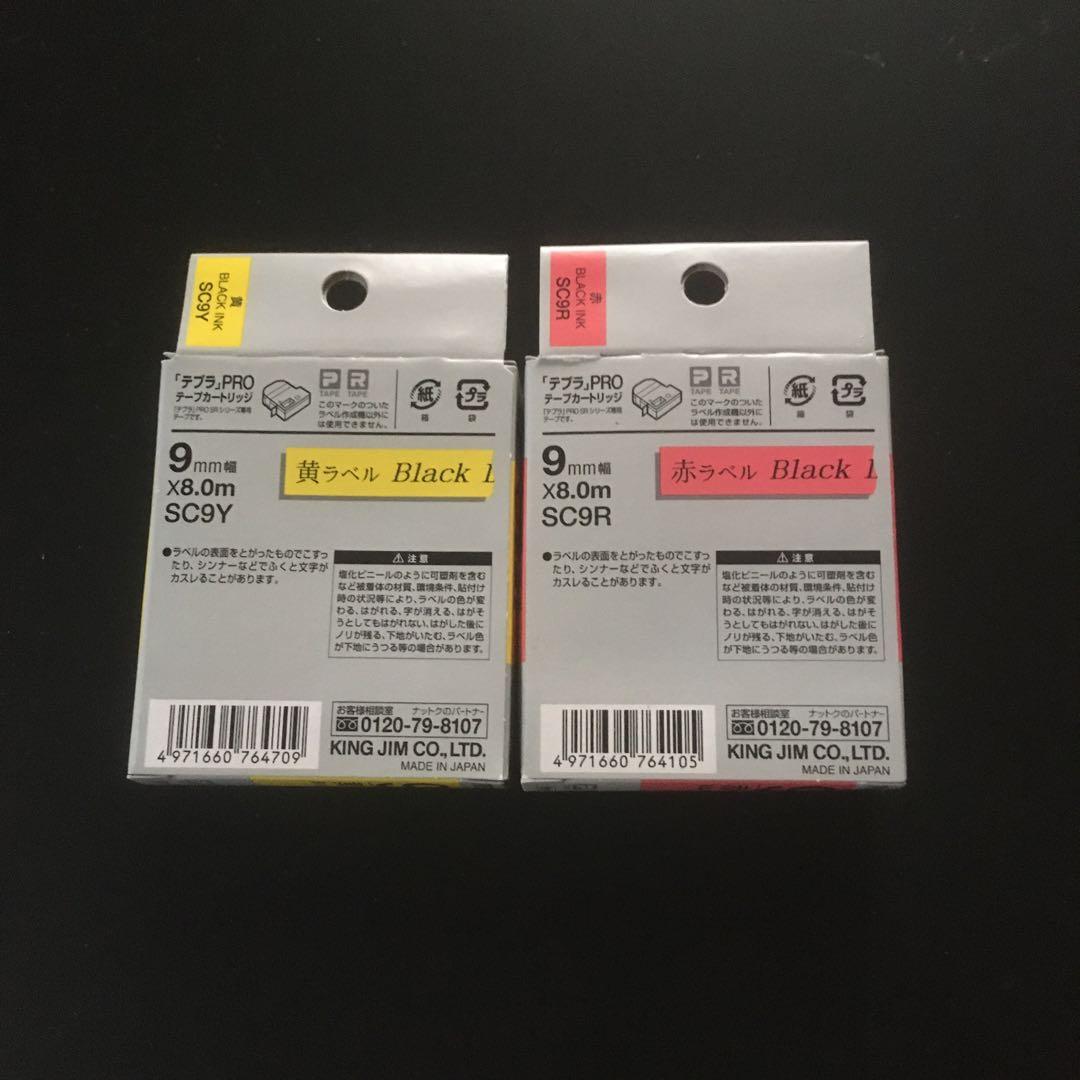 黄
BLACK INK
SC9Y
「テプラ」PRO
テープカートリッジ
「テプラ」PRO SRシリーズ専用
テープです。
P R
TAPE TAPE
このマークのついた
ラベル作成機以外に
は使用できません。
紙
箱
プラ
袋
9mm幅
X8.0m
SC9Y
黄ラベル Black I
●ラベルの表面をとがったものでこすっ
たり、シンナーなどでふくと文字が
カスレることがあります。
⚠注意
塩化ビニールのように可塑剤を含む
など被着体の材質、環境条件、貼付け
時の状況等により、ラベルの色が変
わる、はがれる、字が消える、はがそ
うとしてもはがれない、はがした後に
ノリが残る、下地がいたむ、ラベル色
が下地にうつる等の場合があります。
4 971660 764709
お客様相談室 ナットクのパートナー
0120-79-8107
KING JIM CO., LTD.
MADE IN JAPAN
赤
BLACK INK
SC9R
「テプラ」PRO
テープカートリッジ
「テプラ」PRO SRシリーズ専用
テープです。
P R
TAPE TAPE
このマークのついた
ラベル作成機以外に
は使用できません。
紙
箱
プラ
袋
9mm幅
X8.0m
SC9R
赤ラベル Black I
●ラベルの表面をとがったものでこすっ
たり、シンナーなどでふくと文字が
カスレることがあります。
⚠注意
塩化ビニールのように可塑剤を含む
など被着体の材質、環境条件、貼付け
時の状況等により、ラベルの色が変
わる、はがれる、字が消える、はがそ
うとしてもはがれない、はがした後に
ノリが残る、下地がいたむ、ラベル色
が下地にうつる等の場合があります。
4 971660 764105
お客様相談室 ナットクのパートナー
0120-79-8107
KING JIM CO., LTD.
MADE IN JAPAN